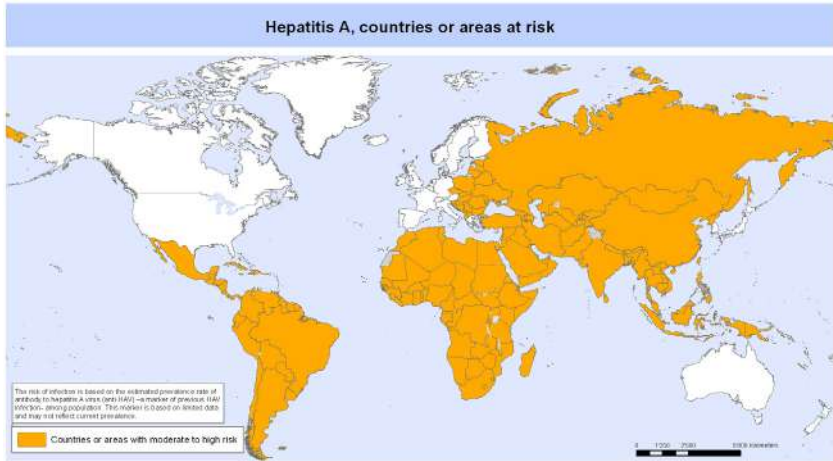 Hepatitis A, countries or areas at risk
The risk of infection is based on the estimated prevalence rate of
antibody to hepatitis A virus (anti HAV) –a marker of previous HAV
infection– among population. This marker is based on limited data
and may not reflect current prevalence.
Countries or areas with moderate to high risk
kilometers